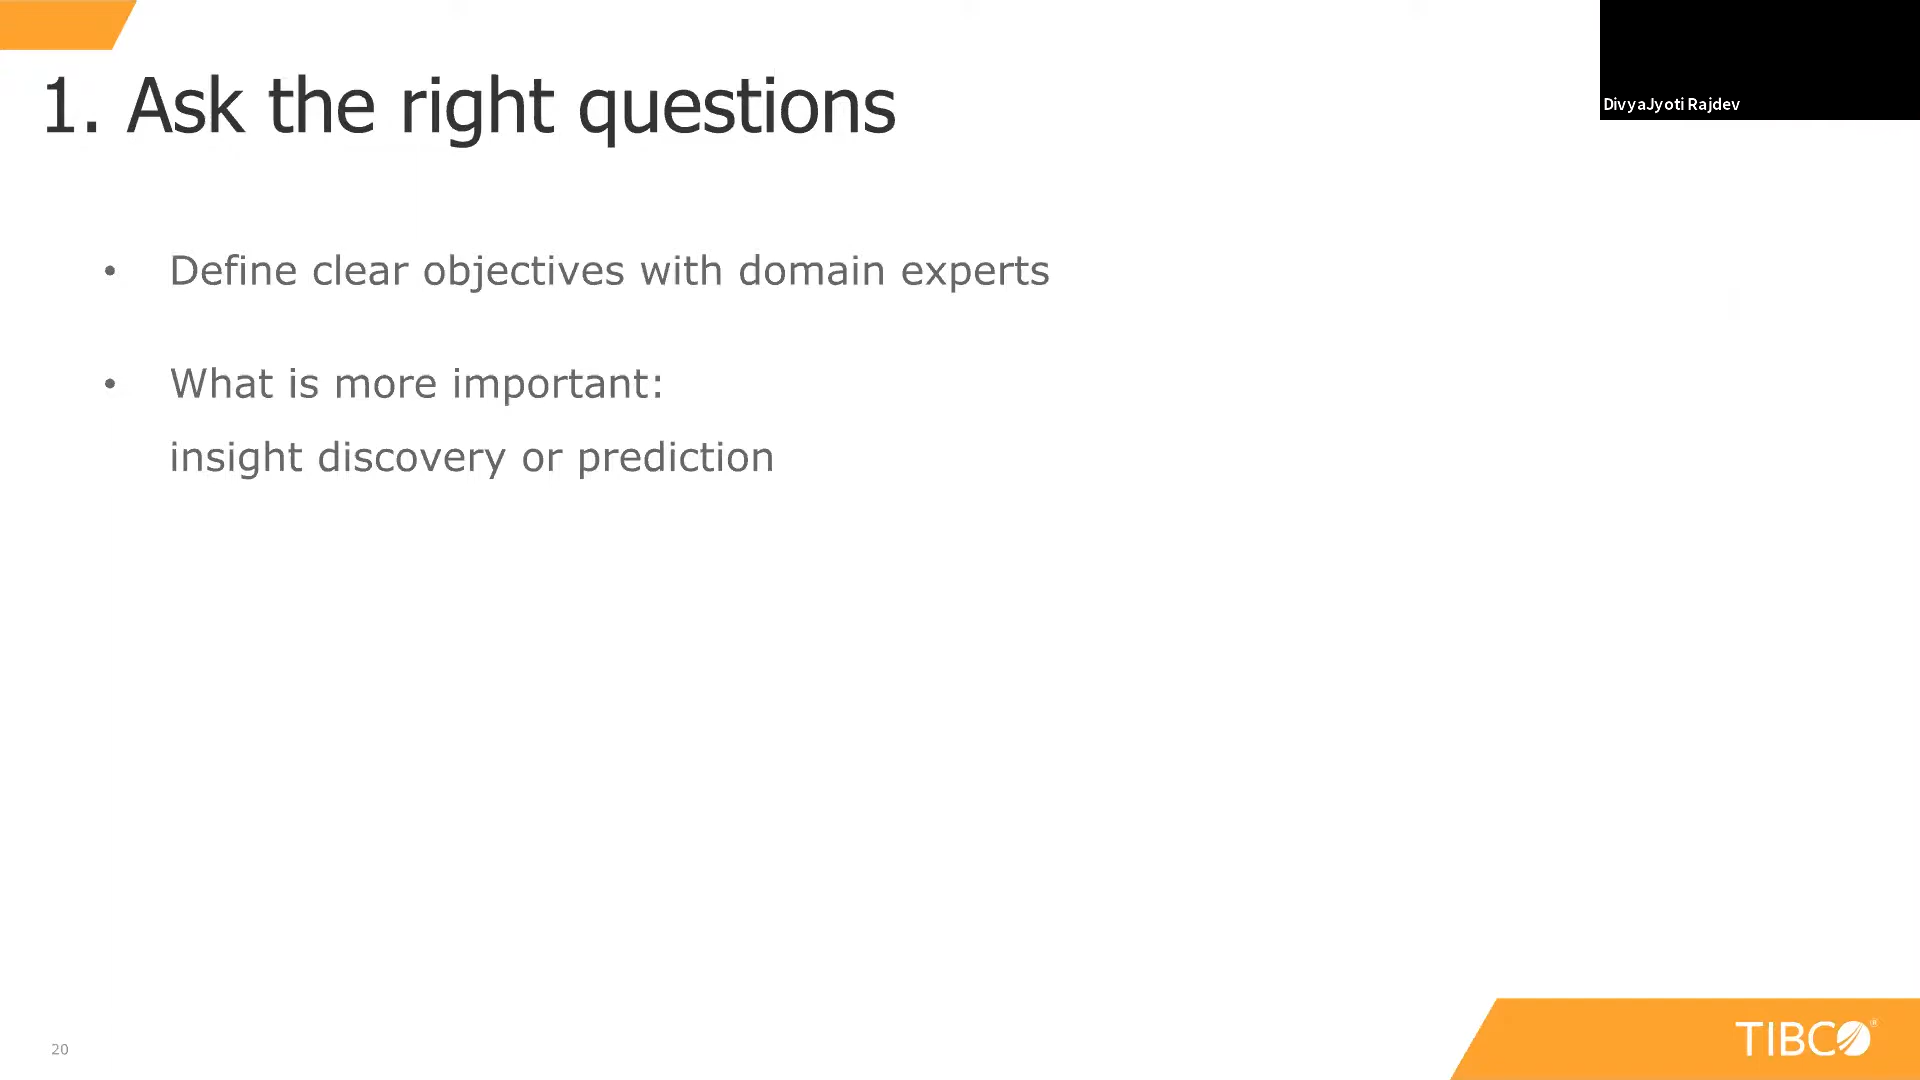 DivyaJyoti Rajdev
1. Ask the right questions
• Define clear objectives with domain experts
• What is more important:
insight discovery or prediction
20
TIBCO®